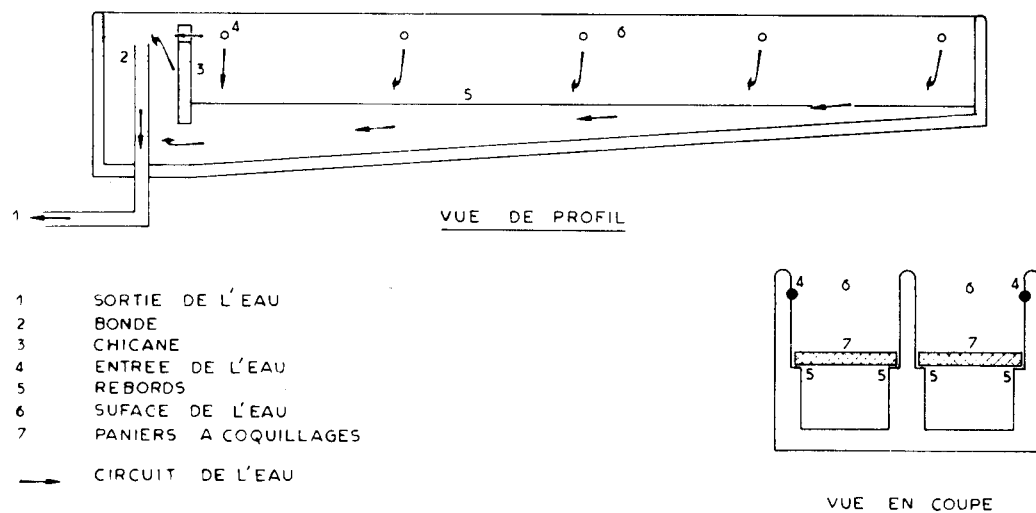 4
6
2
3
5
1
VUE DE PROFIL
1 SORTIE DE L'EAU
2 BONDE
3 CHICANE
4 ENTREE DE L'EAU
5 REBORDS
6 SUFACE DE L'EAU
7 PANIERS A COQUILLAGES
CIRCUIT DE L'EAU
4 6 6 4
7 7
5 5 5 5
VUE EN COUPE